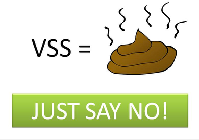 VSS =
JUST SAY NO!